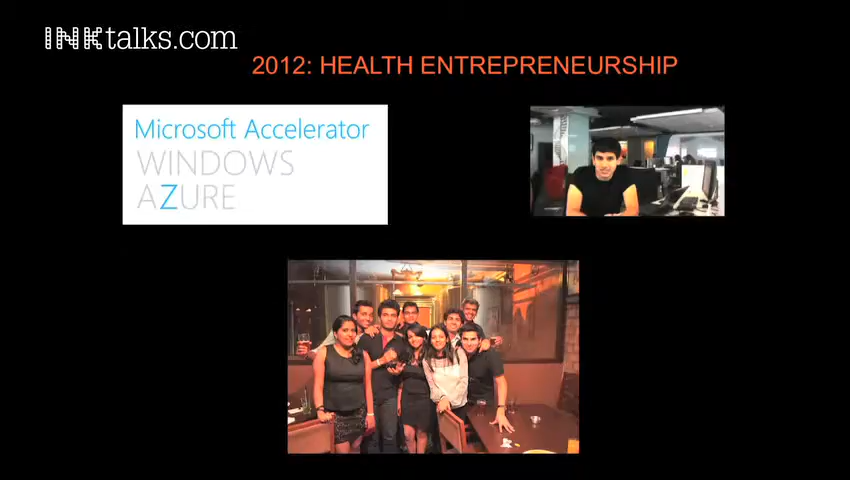 INKtalks.com
2012: HEALTH ENTREPRENEURSHIP
Microsoft Accelerator
WINDOWS
AZURE